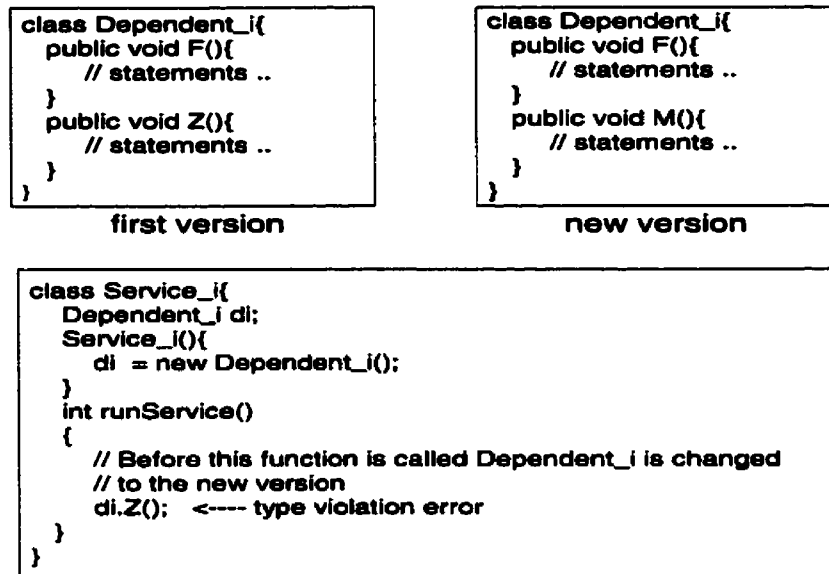 class Dependent_i{
public void F(){
// statements ..
}
public void Z(){
// statements ..
}
}
first version
class Dependent_i{
public void F(){
// statements ..
}
public void M(){
// statements ..
}
}
new version
class Service_i{
Dependent_i di;
Service_i(){
di = new Dependent_i();
}
int runService()
{
// Before this function is called Dependent_i is changed
// to the new version
di.Z(); <---- type violation error
}
}